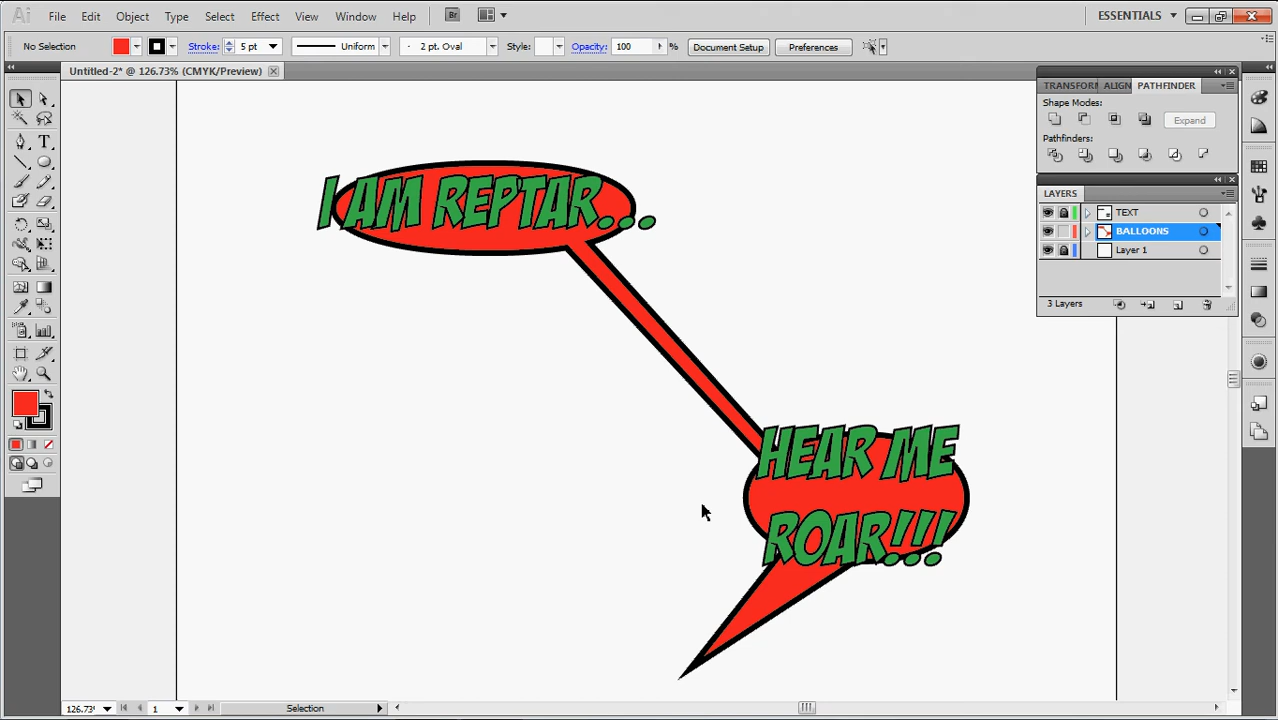 Ai File Edit Object Type Select Effect View Window Help Br ESSENTIALS
No Selection Stroke: 5 pt Uniform 2 pt. Oval Style: Opacity: 100 % Document Setup Preferences
Untitled-2* @ 126.73% (CMYK/Preview)
TRANSFORM ALIGN PATHFINDER
Shape Modes:
Expand
Pathfinders:
LAYERS
TEXT
BALLOONS
Layer 1
3 Layers
I AM REPTAR...
HEAR ME
ROAR!!!
126.73% 1 Selection